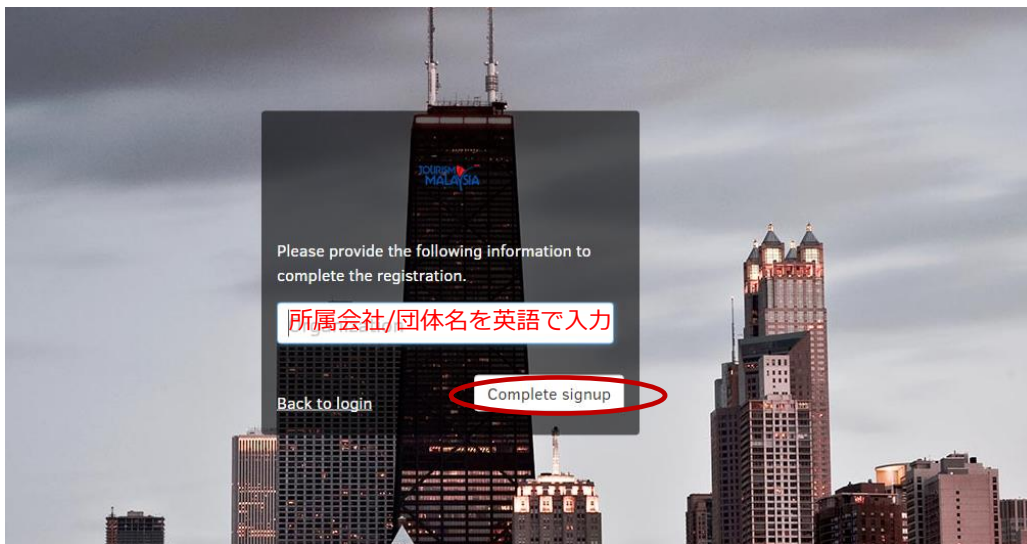 TOURISM
MALAYSIA
Please provide the following information to
complete the registration.
所属会社/団体名を英語で入力
Organization
Complete signup
Back to login